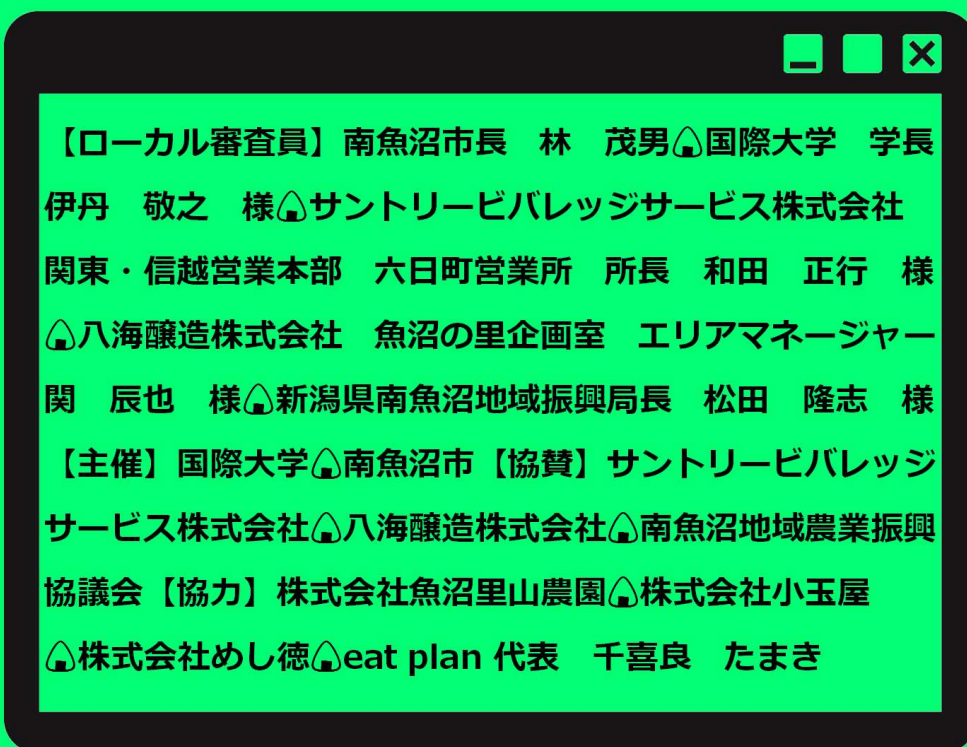 【ローカル審査員】南魚沼市長　林　茂男🍙国際大学　学長
伊丹　敬之　様🍙サントリービバレッジサービス株式会社
関東・信越営業本部　六日町営業所　所長　和田　正行　様
🍙八海醸造株式会社　魚沼の里企画室　エリアマネージャー
関　辰也　様🍙新潟県南魚沼地域振興局長　松田　隆志　様
【主催】国際大学🍙南魚沼市【協賛】サントリービバレッジ
サービス株式会社🍙八海醸造株式会社🍙南魚沼地域農業振興
協議会【協力】株式会社魚沼里山農園🍙株式会社小玉屋
🍙株式会社めし徳🍙eat plan 代表　千喜良　たまき